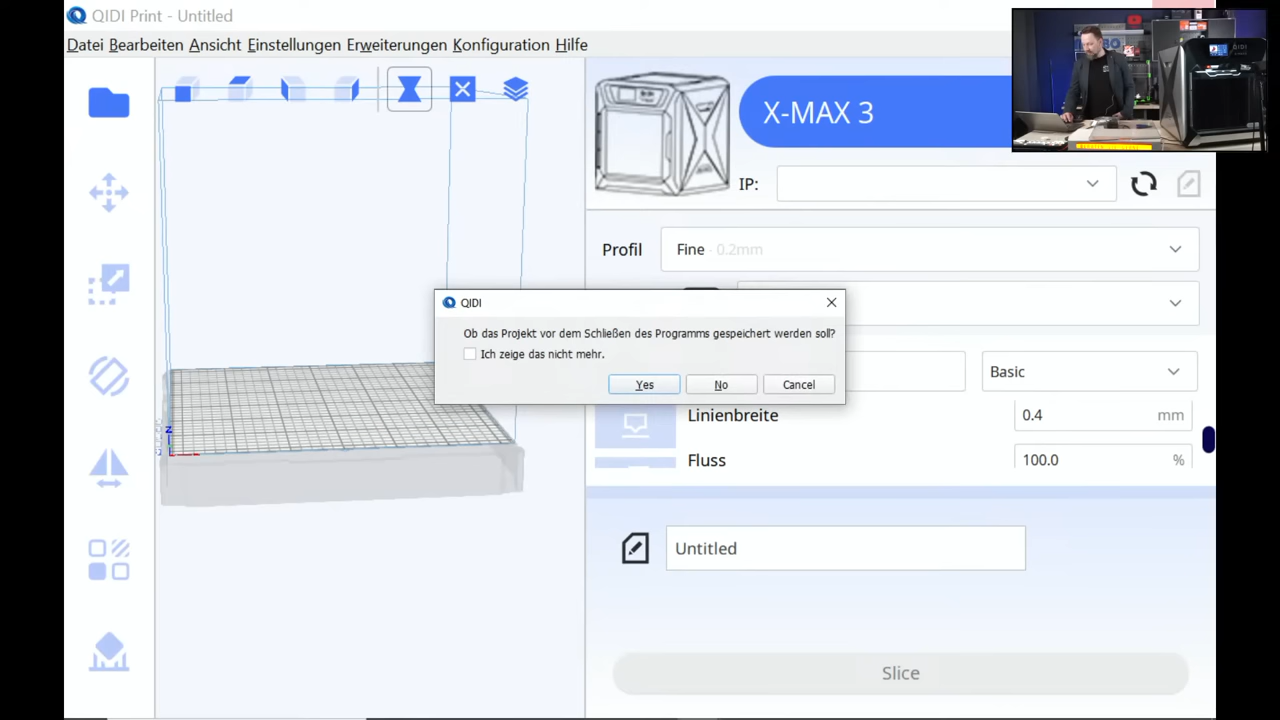 QIDI Print - Untitled
Datei Bearbeiten Ansicht Einstellungen Erweiterungen Konfiguration Hilfe
X-MAX 3
IP:
Profil
Fine - 0.2mm
QIDI
Ob das Projekt vor dem Schließen des Programms gespeichert werden soll?
Ich zeige das nicht mehr.
Yes
No
Cancel
Basic
Linienbreite
0.4 mm
Fluss
100.0 %
Untitled
Slice
QIDI